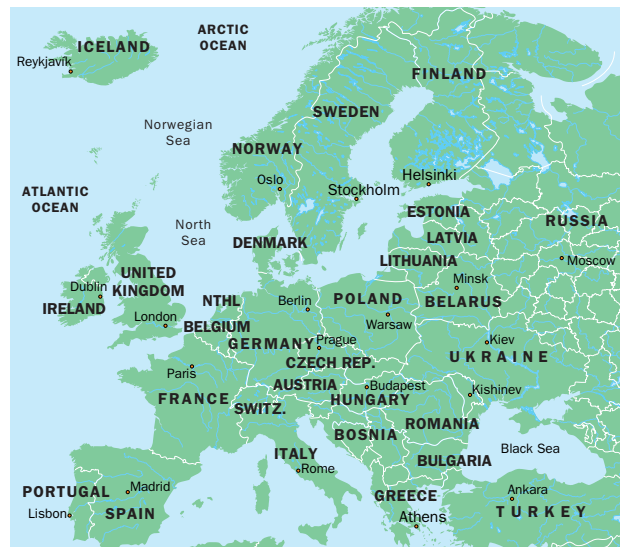 ARCTIC
OCEAN
ICELAND
Reykjavík
FINLAND
SWEDEN
Norwegian
Sea
NORWAY
Oslo
Helsinki
Stockholm
ATLANTIC
OCEAN
ESTONIA
RUSSIA
North
Sea
DENMARK
LATVIA
LITHUANIA
Moscow
UNITED
KINGDOM
Dublin
IRELAND
London
NTHL
BELGIUM
Berlin
POLAND
Warsaw
Minsk
BELARUS
GERMANY
Prague
CZECH REP.
Kiev
UKRAINE
Paris
FRANCE
AUSTRIA
Budapest
HUNGARY
Kishinev
SWITZ.
ROMANIA
BOSNIA
ITALY
Rome
BULGARIA
Black Sea
PORTUGAL
Madrid
Lisbon
SPAIN
GREECE
Athens
Ankara
TURKEY